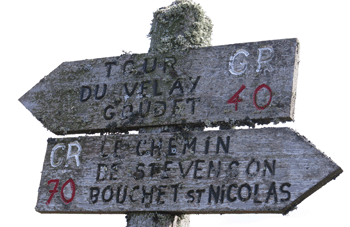 TOUR
DU VELAY
GOUDET
GR
40
GR
70
LE CHEMIN
DE STEVENSON
BOUCHET ST NICOLAS